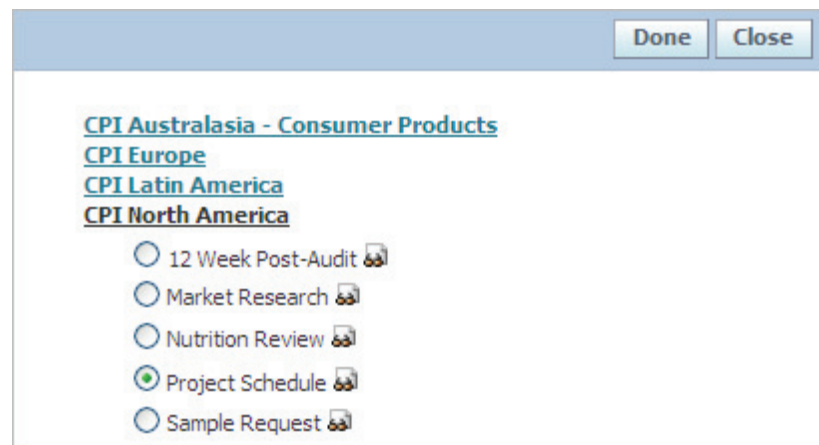 Done Close
CPI Australasia - Consumer Products
CPI Europe
CPI Latin America
CPI North America
12 Week Post-Audit
Market Research
Nutrition Review
Project Schedule
Sample Request